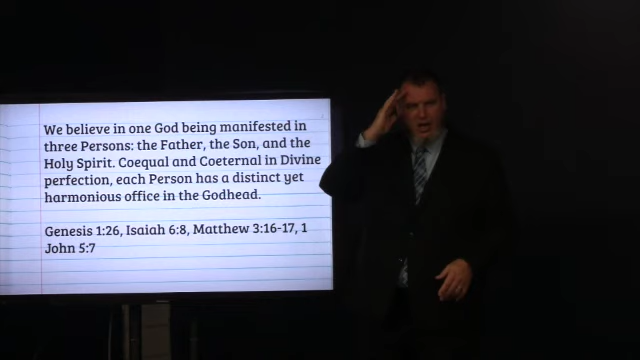 We believe in one God being manifested in
three Persons: the Father, the Son, and the
Holy Spirit. Coequal and Coeternal in Divine
perfection, each Person has a distinct yet
harmonious office in the Godhead.
Genesis 1:26, Isaiah 6:8, Matthew 3:16-17, 1
John 5:7